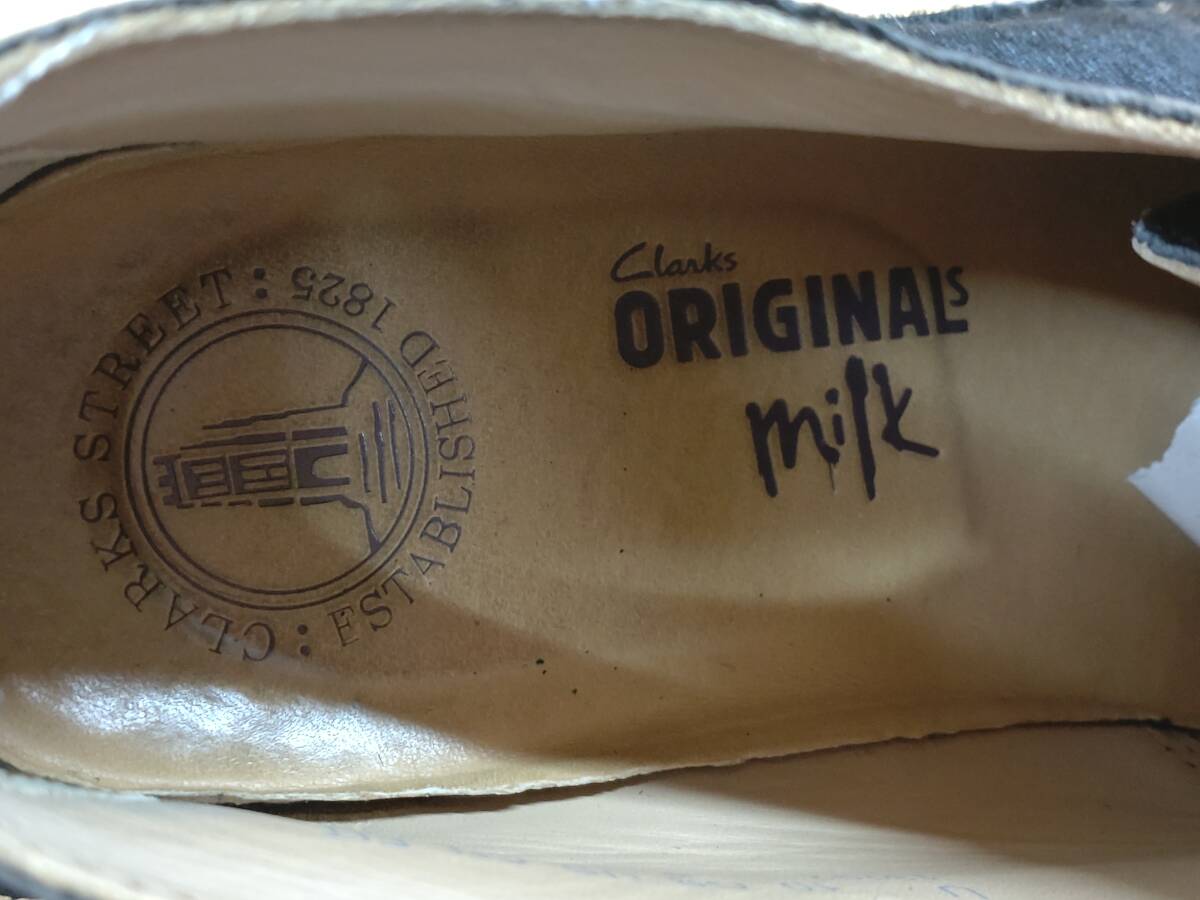 CLARKS STREET : ESTABLISHED 1825 :
Clarks
ORIGINALS
milk